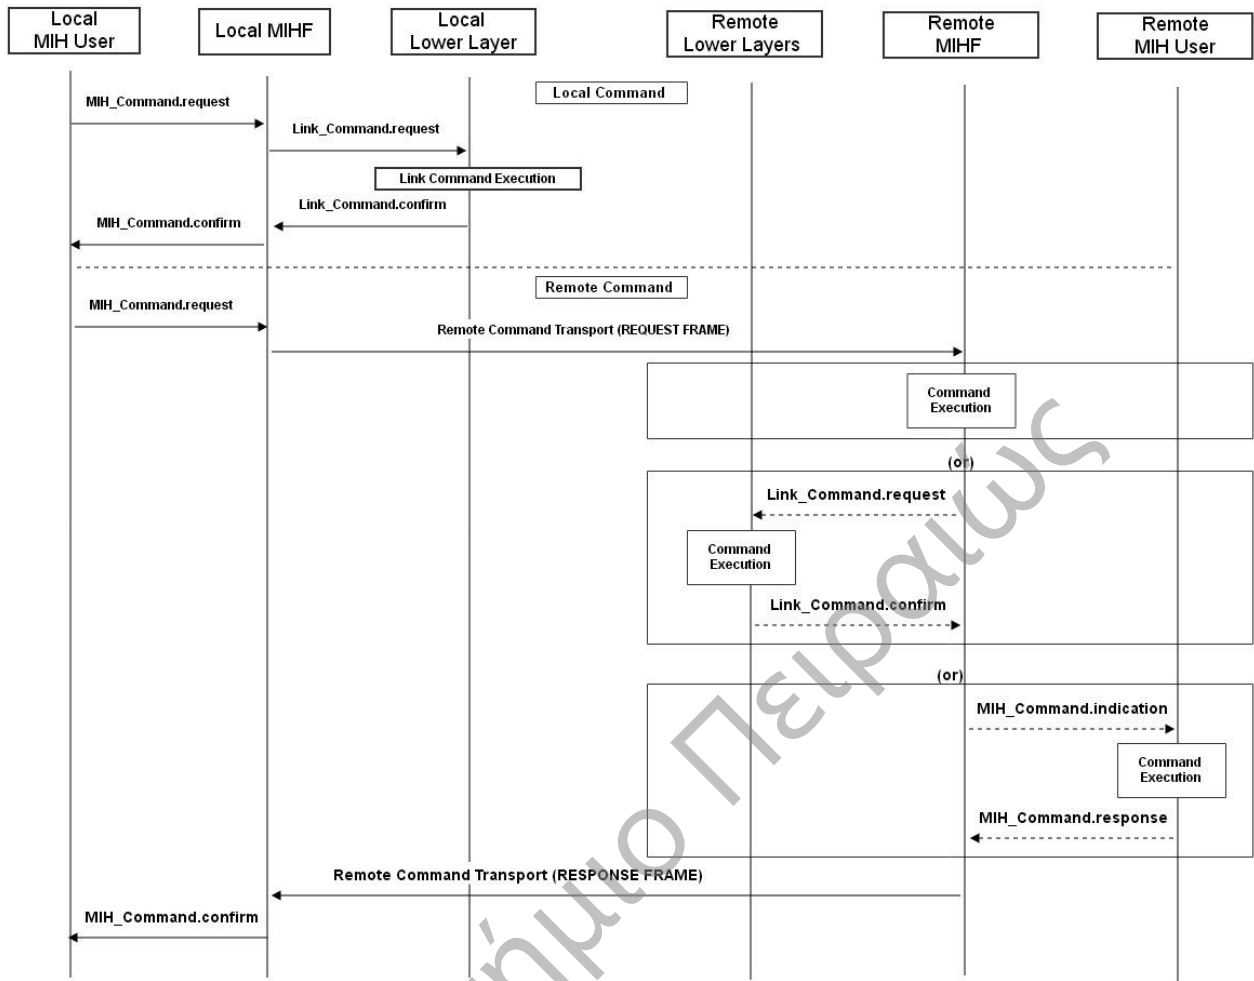 Local
MIH User
Local MIHF
Local
Lower Layer
Remote
Lower Layers
Remote
MIHF
Remote
MIH User
Local Command
MIH_Command.request
Link_Command.request
Link Command Execution
Link_Command.confirm
MIH_Command.confirm
Remote Command
MIH_Command.request
Remote Command Transport (REQUEST FRAME)
Command
Execution
(or)
Link_Command.request
Command
Execution
Link_Command.confirm
(or)
MIH_Command.indication
Command
Execution
MIH_Command.response
Remote Command Transport (RESPONSE FRAME)
MIH_Command.confirm
Πειραιώς